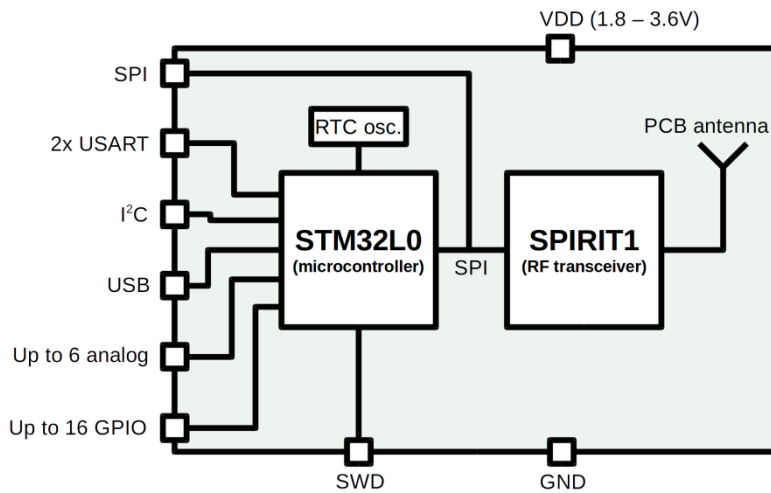 VDD (1.8 – 3.6V)
SPI
RTC osc.
PCB antenna
2x USART
I²C
STM32L0
(microcontroller)
SPI
SPIRIT1
(RF transceiver)
USB
Up to 6 analog
Up to 16 GPIO
SWD
GND